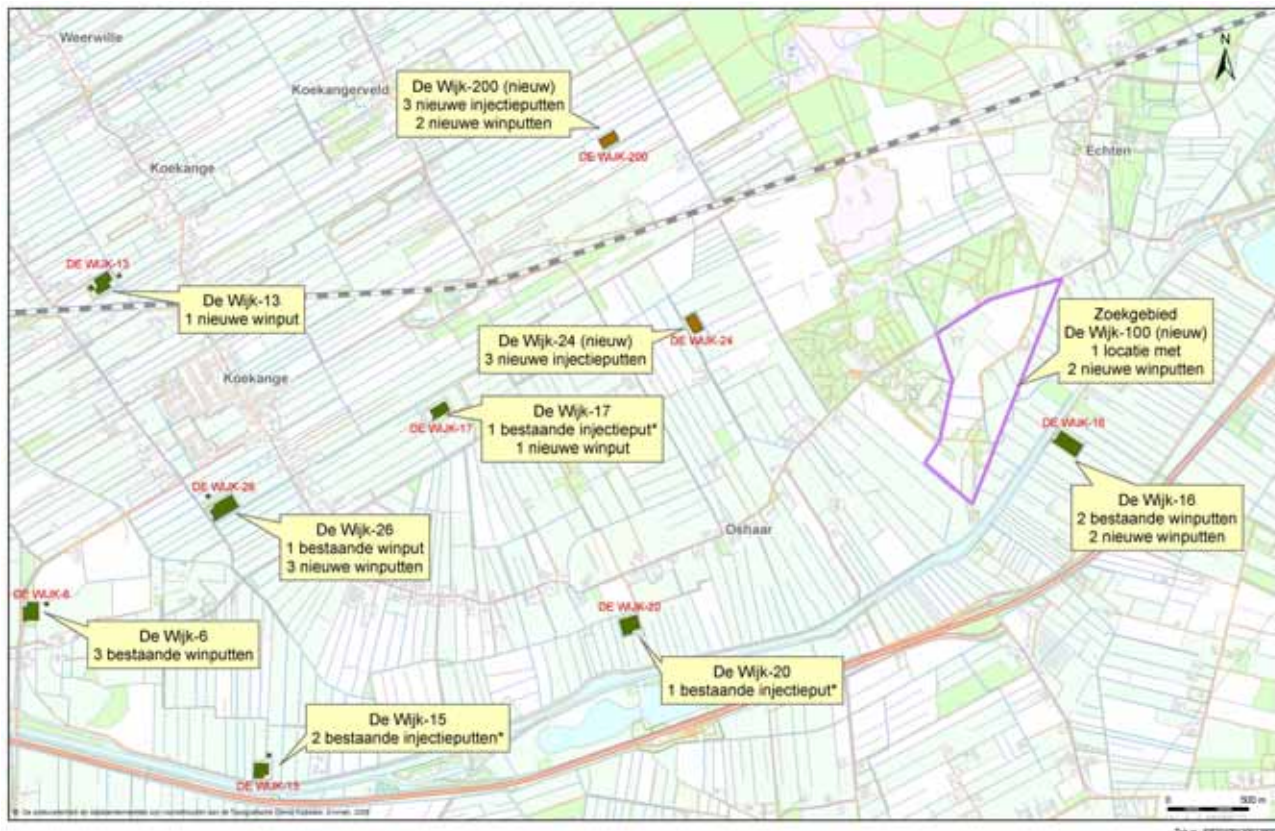 Weerwille
N
Koekangerveld
De Wijk-200 (nieuw)
3 nieuwe injectieputten
2 nieuwe winputten
DE WIJK-200
Echten
Koekange
DE WIJK-13
De Wijk-13
1 nieuwe winput
Zoekgebied
De Wijk-100 (nieuw)
1 locatie met
2 nieuwe winputten
De Wijk-24 (nieuw)
3 nieuwe injectieputten
DE WIJK-24
Koekange
De Wijk-17
1 bestaande injectieput*
1 nieuwe winput
DE WIJK-17
DE WIJK-16
De Wijk-16
2 bestaande winputten
2 nieuwe winputten
DE WIJK-26
De Wijk-26
1 bestaande winput
3 nieuwe winputten
Oshaar
DE WIJK-6
De Wijk-6
3 bestaande winputten
DE WIJK-20
De Wijk-20
1 bestaande injectieput*
De Wijk-15
2 bestaande injectieputten*
DE WIJK-15
0 500 m